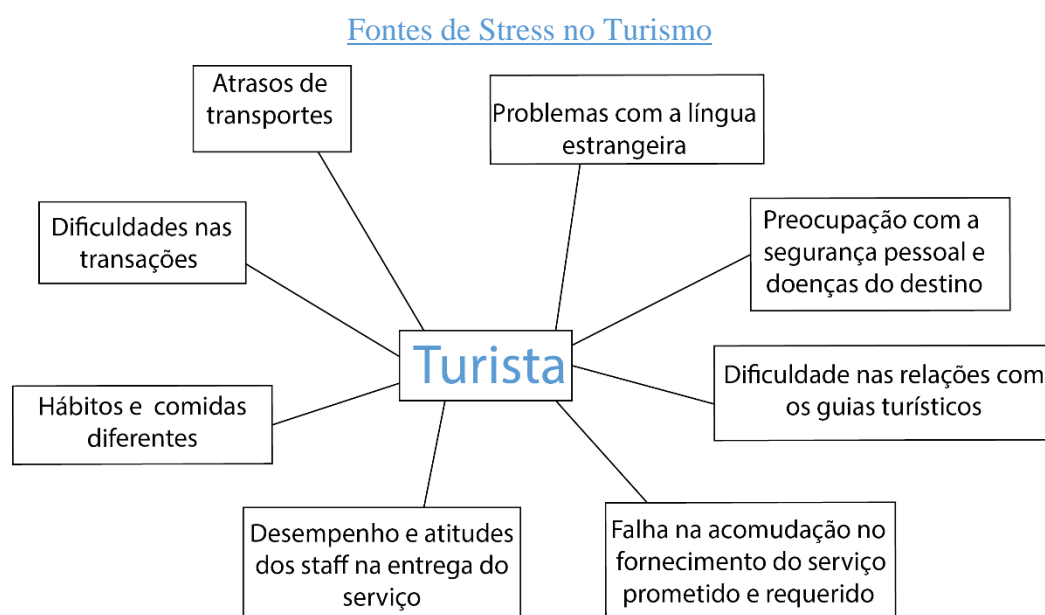 Fontes de Stress no Turismo
Atrasos de
transportes
Problemas com a língua
estrangeira
Dificuldades nas
transações
Preocupação com a
segurança pessoal e
doenças do destino
Turista
Hábitos e comidas
diferentes
Dificuldade nas relações com
os guias turísticos
Desempenho e atitudes
dos staff na entrega do
serviço
Falha na acomudação no
fornecimento do serviço
prometido e requerido